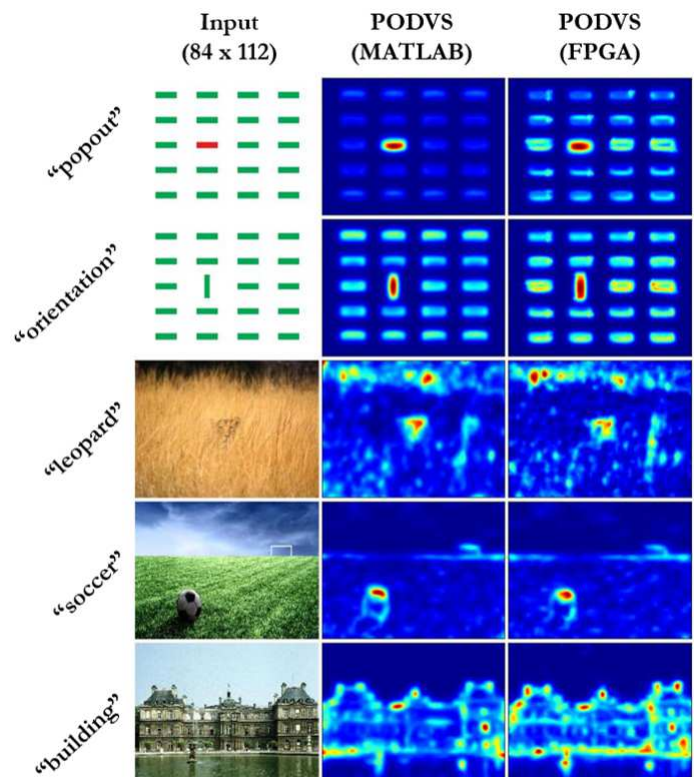 Input
(84 x 112)
PODVS
(MATLAB)
PODVS
(FPGA)
“popout”
“orientation”
“leopard”
“soccer”
“building”